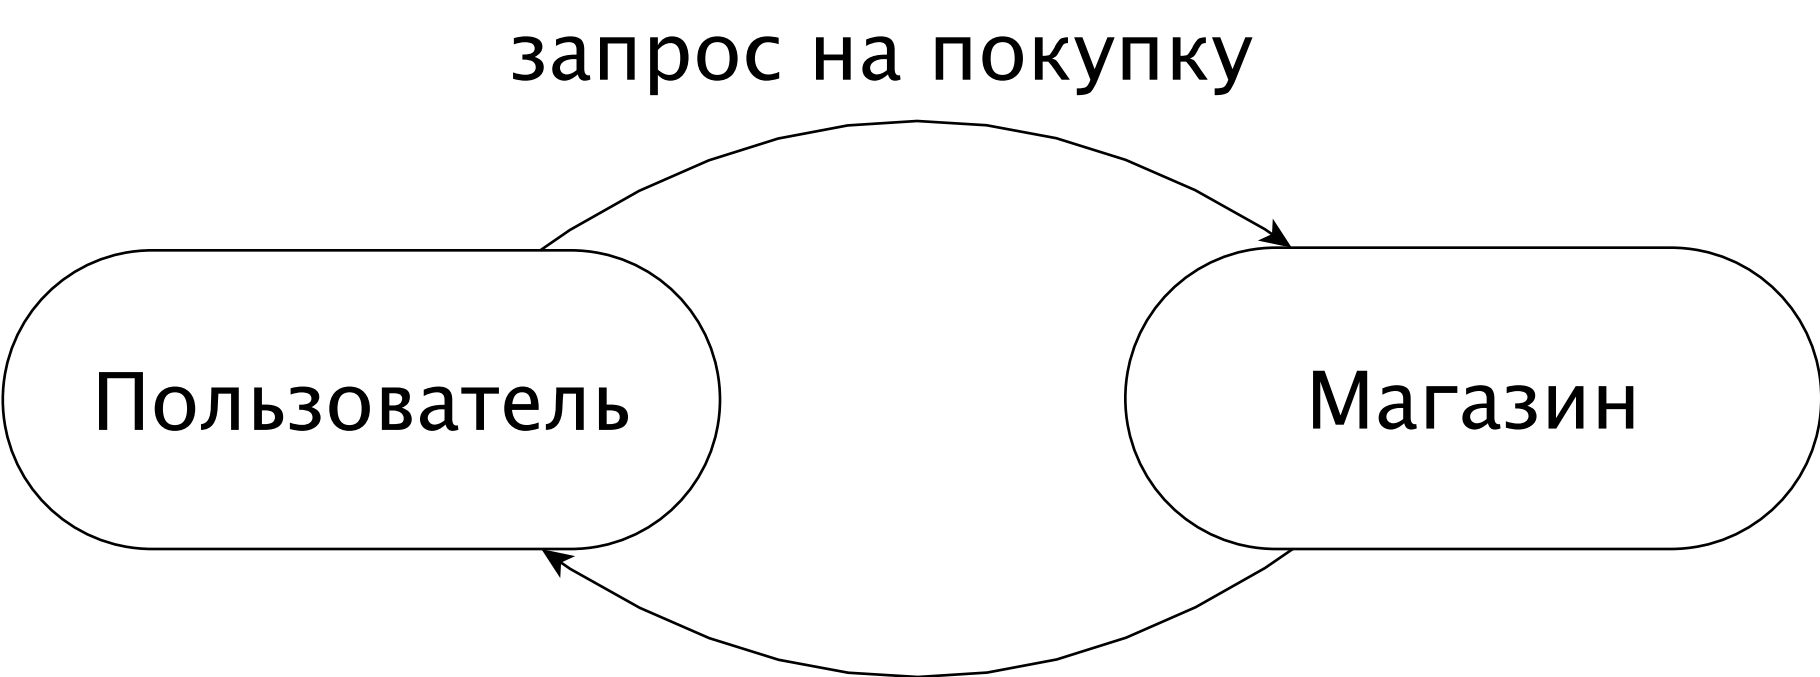 запрос на покупку
Пользователь
Магазин